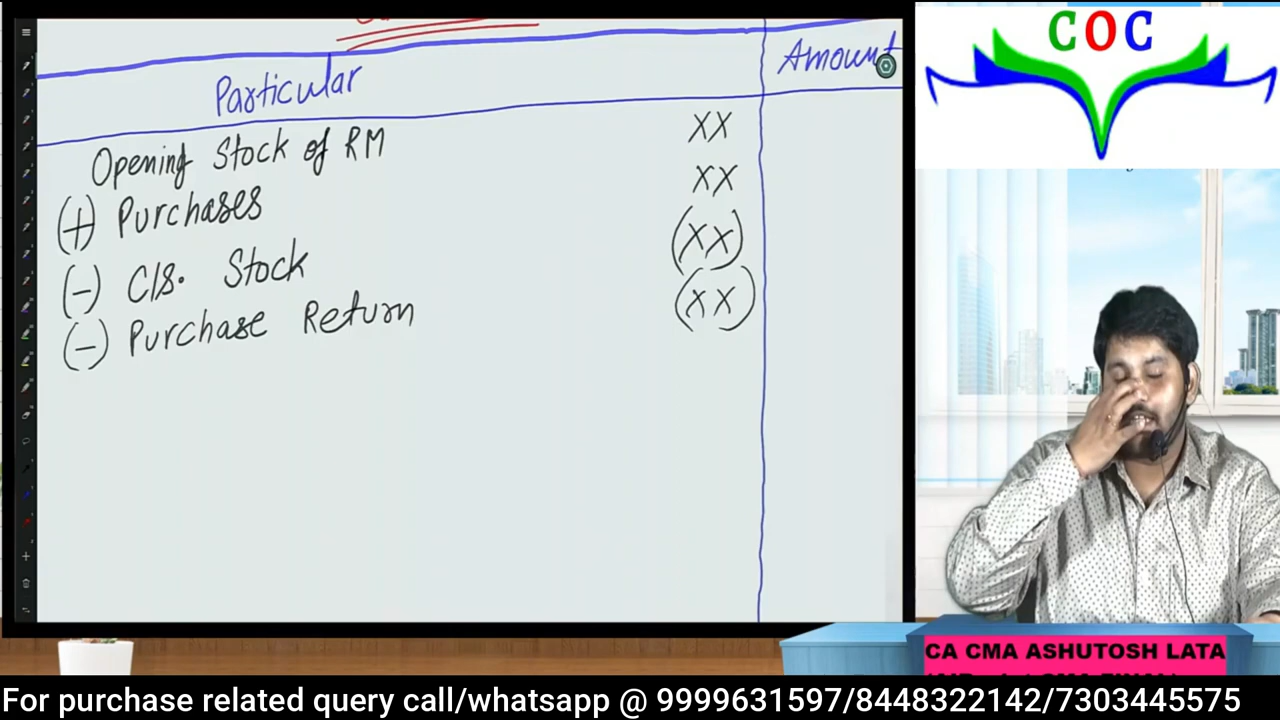 COC
Particular Amount
Opening Stock of RM XX
(+) Purchases XX
(-) C/S. Stock (XX)
(-) Purchase Return (XX)
CA CMA ASHUTOSH LATA
For purchase related query call/whatsapp @ 9999631597/8448322142/7303445575